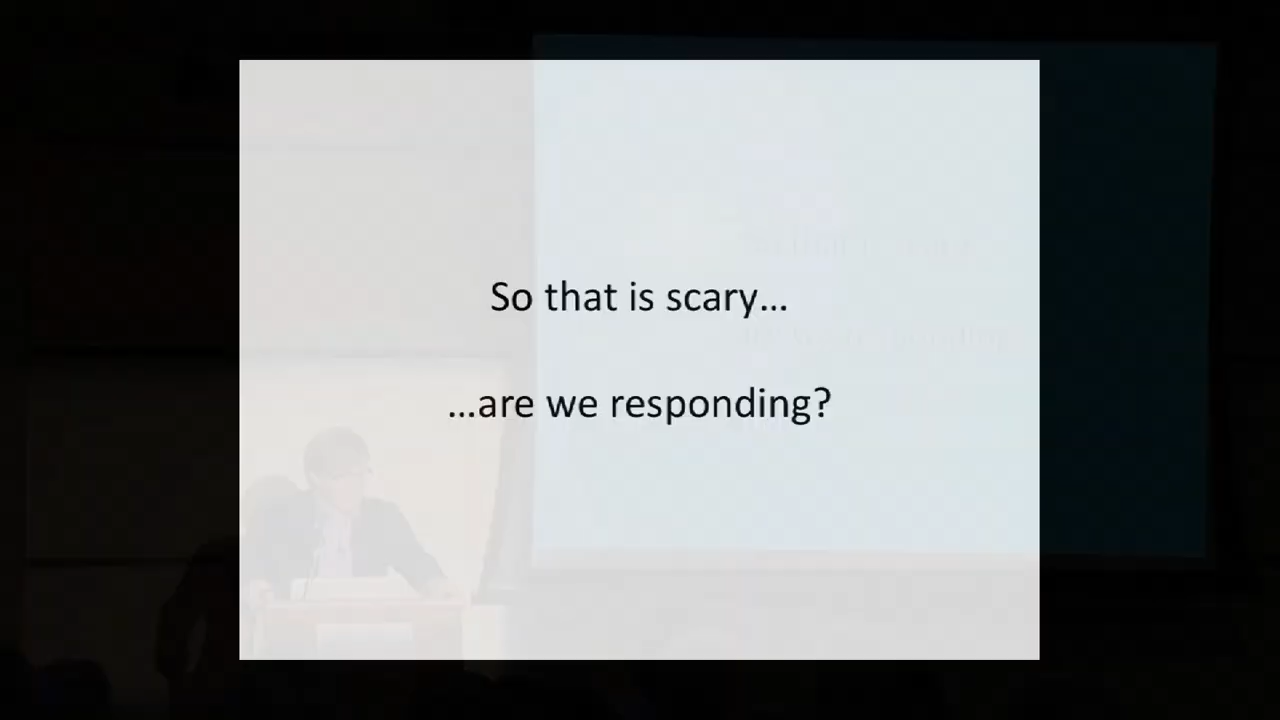 So that is scary…
…are we responding?